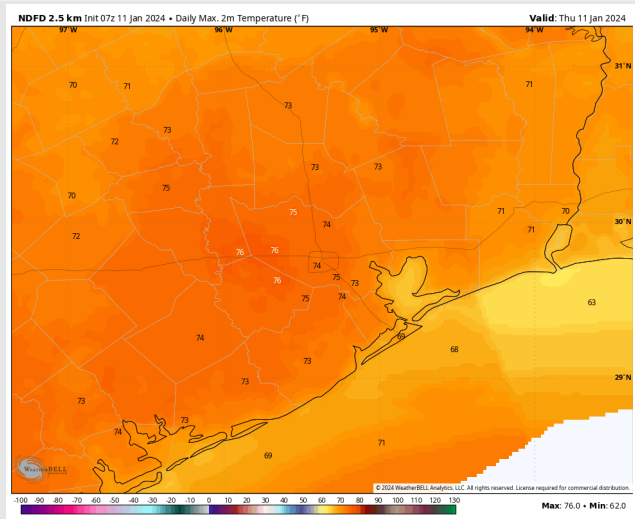 NDFD 2.5 km Init 07z 11 Jan 2024 • Daily Max. 2m Temperature (°F) Valid: Thu 11 Jan 2024
97°W 96°W 95°W 94°W
31°N
70 71 71
73
73
72
73 73
75
70
75 71 70
30°N
74 71
72
76 76
74
75
76 73
75 74
63
74 69
68
73
29°N
73
73
73
74
71
69
WeatherBELL
© 2024 WeatherBELL Analytics, LLC. All rights reserved. License required for commercial distribution.
-100 -90 -80 -70 -60 -50 -40 -30 -20 -10 0 10 20 30 40 50 60 70 80 90 100 110 120 130
Max: 76.0 • Min: 62.0